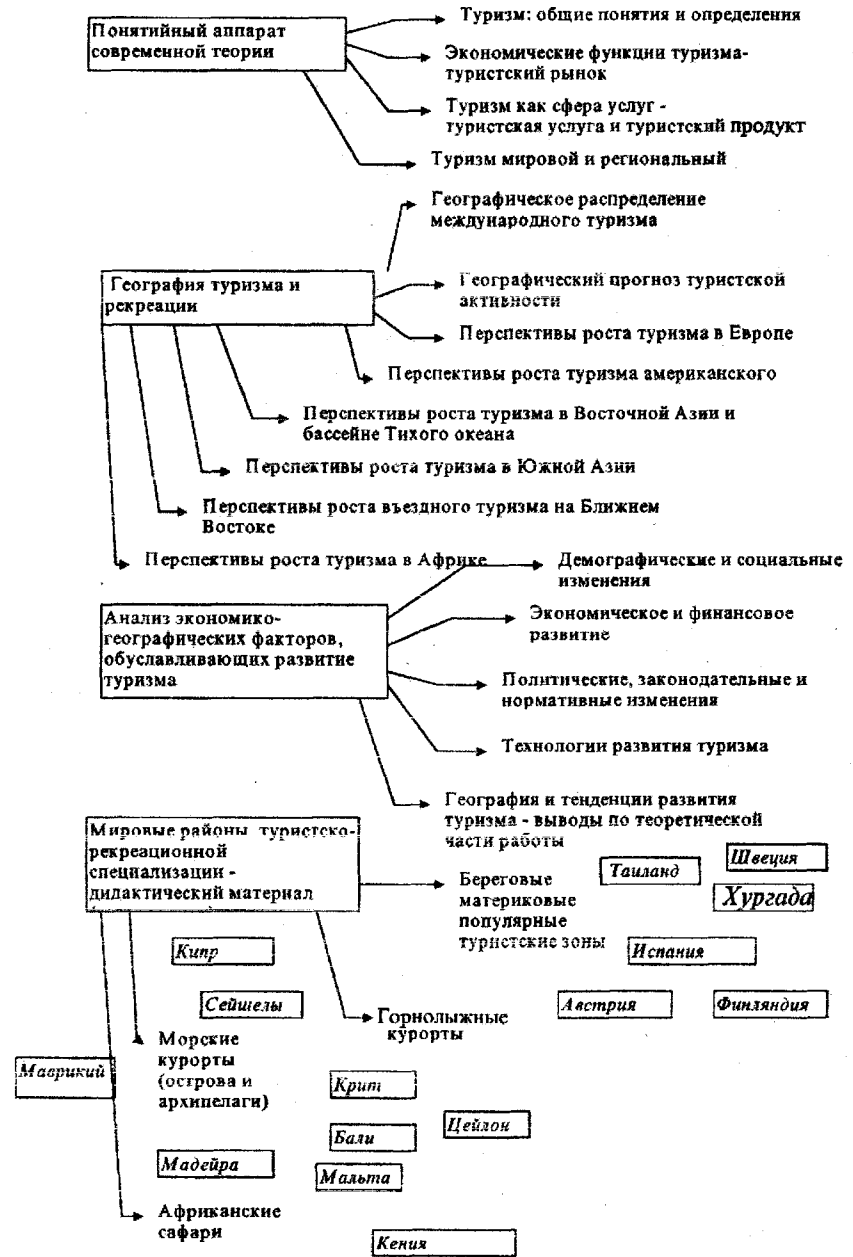 Туризм: общие понятия и определения
Понятийный аппарат
современной теории
Экономические функции туризма-
туристский рынок
Туризм как сфера услуг -
туристская услуга и туристский продукт
Туризм мировой и региональный
Географическое распределение
международного туризма
География туризма и
рекреации
Географический прогноз туристской
активности
Перспективы роста туризма в Европе
Перспективы роста туризма американского
Перспективы роста туризма в Восточной Азии и
бассейне Тихого океана
Перспективы роста туризма в Южной Азии
Перспективы роста въездного туризма на Ближнем
Востоке
Перспективы роста туризма в Африке
Демографические и социальные
изменения
Анализ экономико-
географических факторов,
обуславливающих развитие
туризма
Экономическое и финансовое
развитие
Политические, законодательные и
нормативные изменения
Технологии развития туризма
География и тенденции развития
туризма - выводы по теоретической
части работы
Мировые районы туристско-
рекреационной
специализации -
дидактический материал
Береговые
материковые
популярные
туристские зоны
Таиланд
Швеция
Хургада
Испания
Кипр
Сейшелы
Горнолыжные
курорты
Австрия
Финляндия
Морские
курорты
(острова и
архипелаги)
Маврикий
Крит
Цейлон
Бали
Мадейра
Мальта
Африканские
сафари
Кения